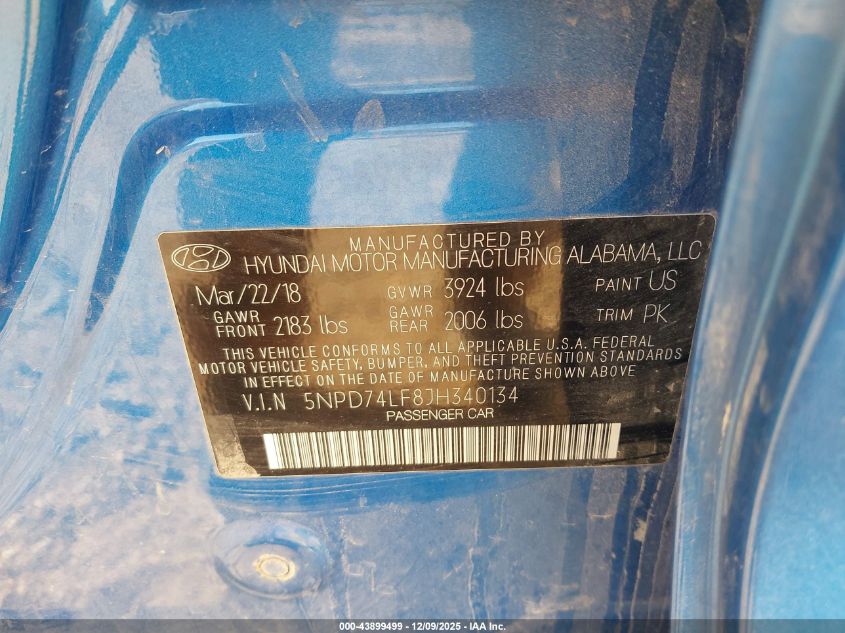 MANUFACTURED BY
HYUNDAI MOTOR MANUFACTURING ALABAMA, LLC
Mar/22/18 GVWR 3924 lbs PAINT US
GAWR FRONT 2183 lbs GAWR REAR 2006 lbs TRIM PK
THIS VEHICLE CONFORMS TO ALL APPLICABLE U.S.A. FEDERAL
MOTOR VEHICLE SAFETY, BUMPER, AND THEFT PREVENTION STANDARDS
IN EFFECT ON THE DATE OF MANUFACTURE SHOWN ABOVE.
V.I.N 5NPD74LF8JH340134
PASSENGER CAR
000-43899499 - 12/09/2025 - IAA Inc.